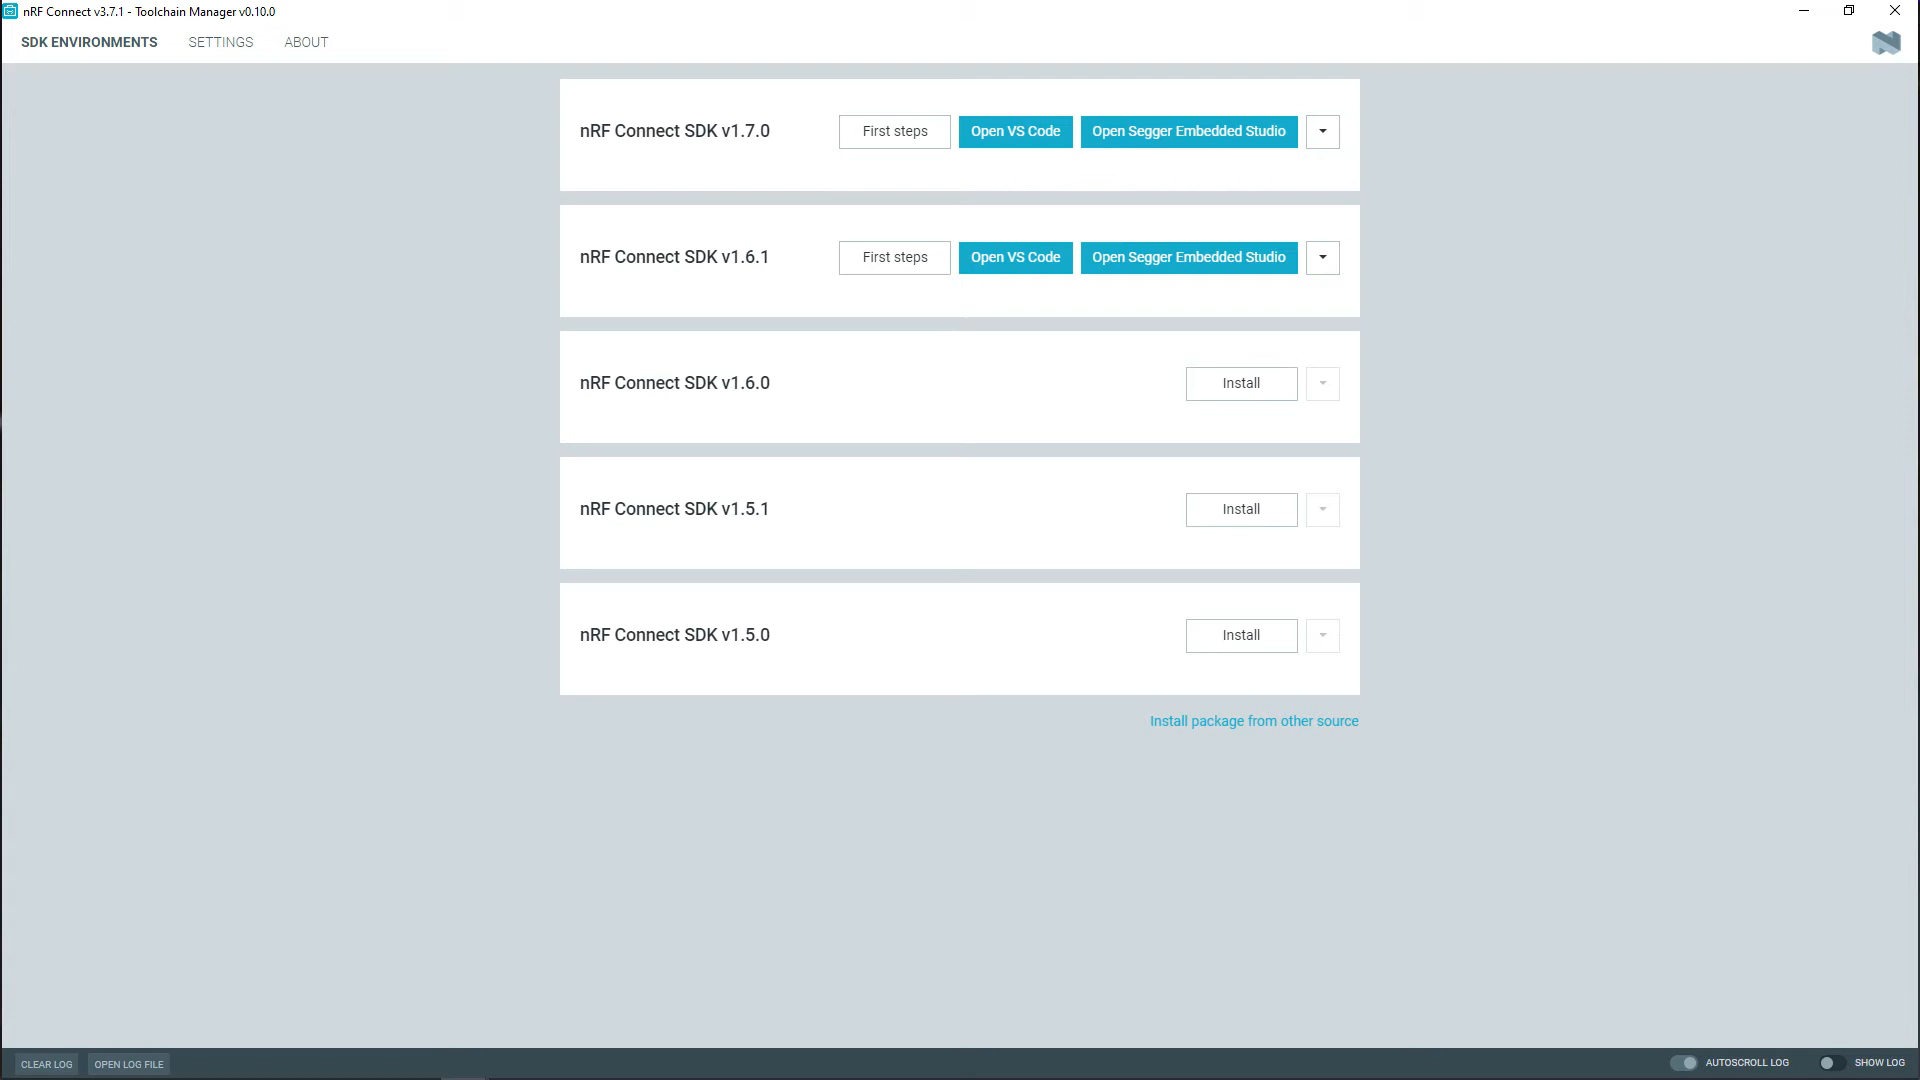 nRF Connect v3.7.1 - Toolchain Manager v0.10.0
SDK ENVIRONMENTS SETTINGS ABOUT
nRF Connect SDK v1.7.0 First steps Open VS Code Open Segger Embedded Studio
nRF Connect SDK v1.6.1 First steps Open VS Code Open Segger Embedded Studio
nRF Connect SDK v1.6.0 Install
nRF Connect SDK v1.5.1 Install
nRF Connect SDK v1.5.0 Install
Install package from other source
CLEAR LOG OPEN LOG FILE AUTOSCROLL LOG SHOW LOG